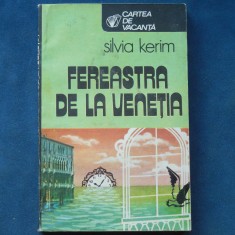 CARTEA
DE
VACANȚĂ
silvia kerim
FEREASTRA
DE LA VENEȚIA